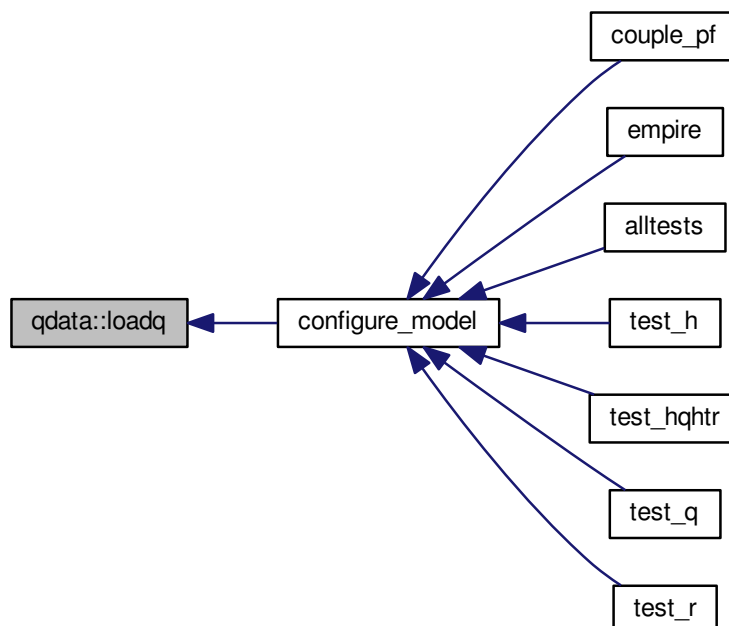 couple_pf
empire
alltests
qdata::loadq
configure_model
test_h
test_hqhtr
test_q
test_r